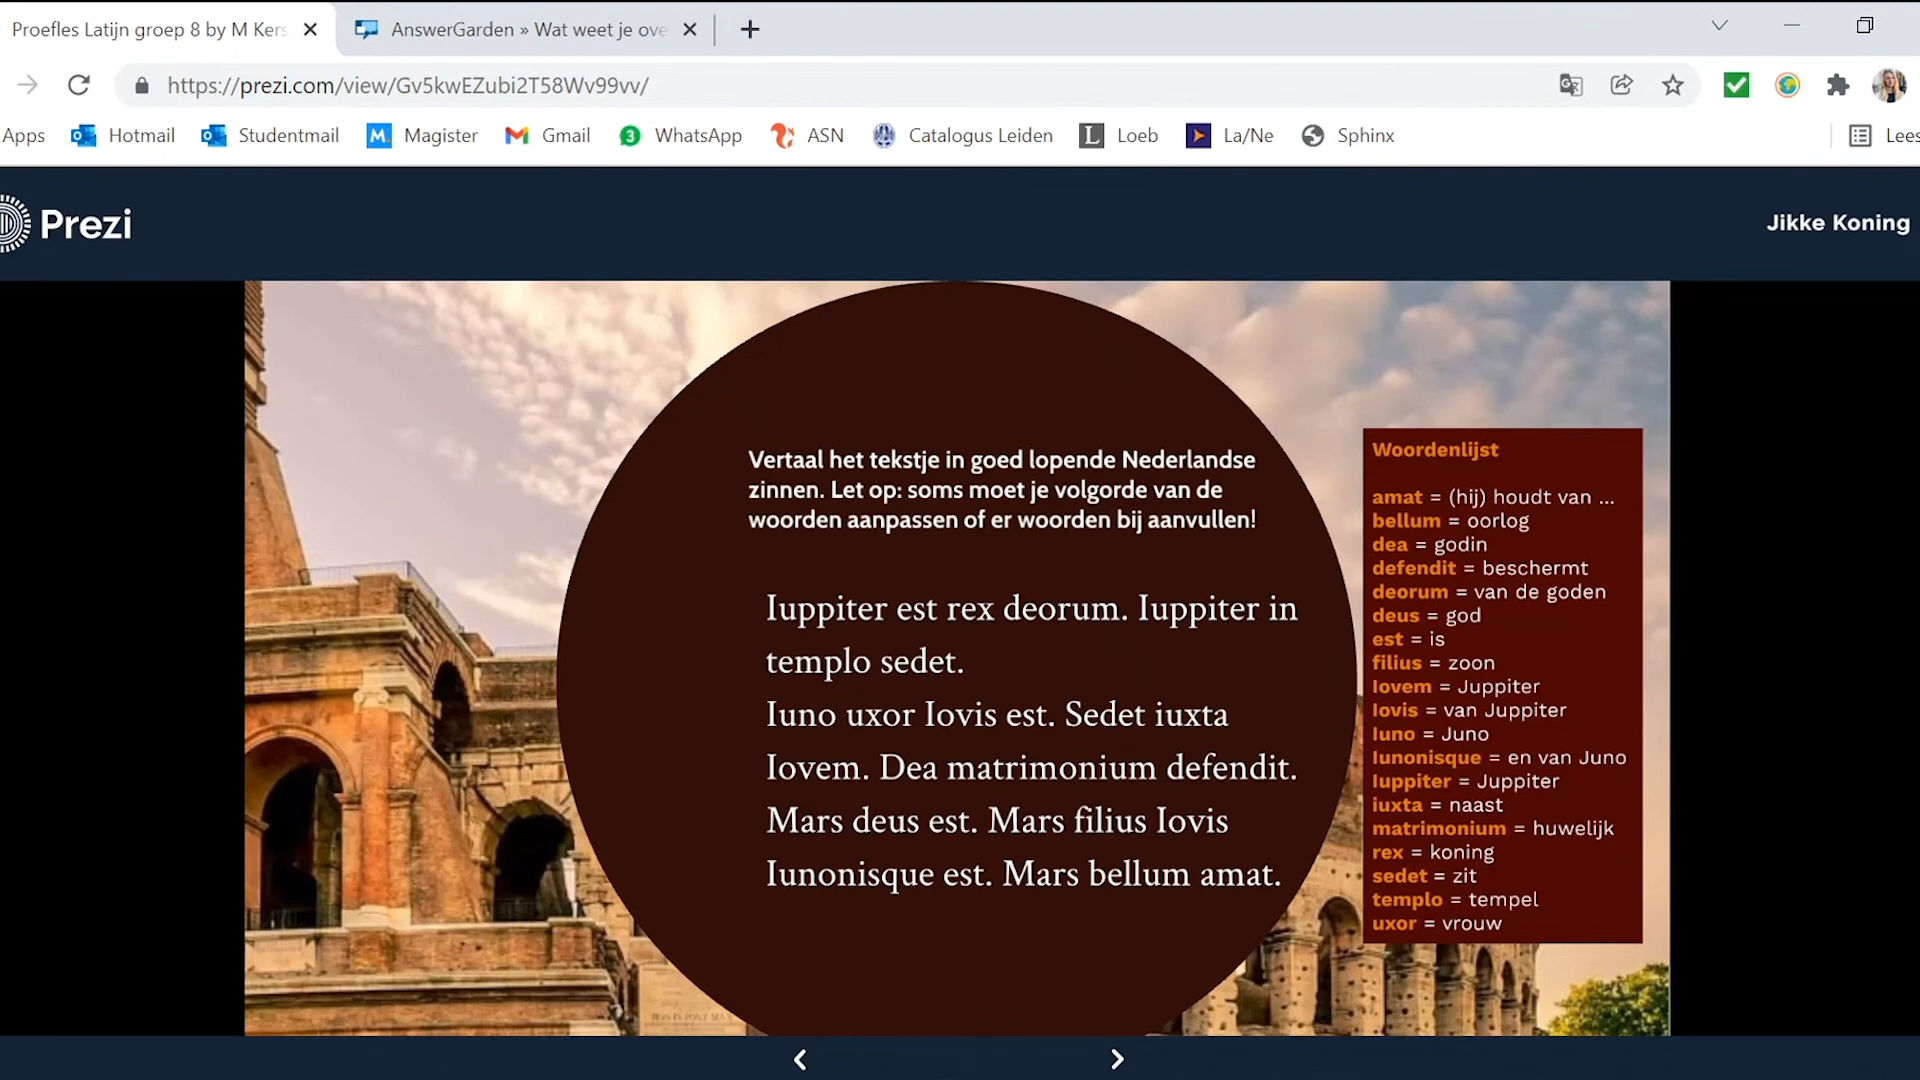 Proefles Latijn groep 8 by M Kers
AnswerGarden » Wat weet je ove
https://prezi.com/view/Gv5kwEZubi2T58Wv99vv/
Apps Hotmail Studentmail M. Magister Gmail 3 WhatsApp ASN Catalogus Leiden L Loeb La/Ne Sphinx Lees
Prezi
Jikke Koning
Vertaal het tekstje in goed lopende Nederlandse
zinnen. Let op: soms moet je volgorde van de
woorden aanpassen of er woorden bij aanvullen!
Iuppiter est rex deorum. Iuppiter in
templo sedet.
Iuno uxor Iovis est. Sedet iuxta
Iovem. Dea matrimonium defendit.
Mars deus est. Mars filius Iovis
Iunonisque est. Mars bellum amat.
Woordenlijst
amat = (hij) houdt van ...
bellum = oorlog
dea = godin
defendit = beschermt
deorum = van de goden
deus = god
est = is
filius = zoon
Iovem = Juppiter
Iovis = van Juppiter
Iuno = Juno
Iunonisque = en van Juno
Iuppiter = Juppiter
iuxta = naast
matrimonium = huwelijk
rex = koning
sedet = zit
templo = tempel
uxor = vrouw